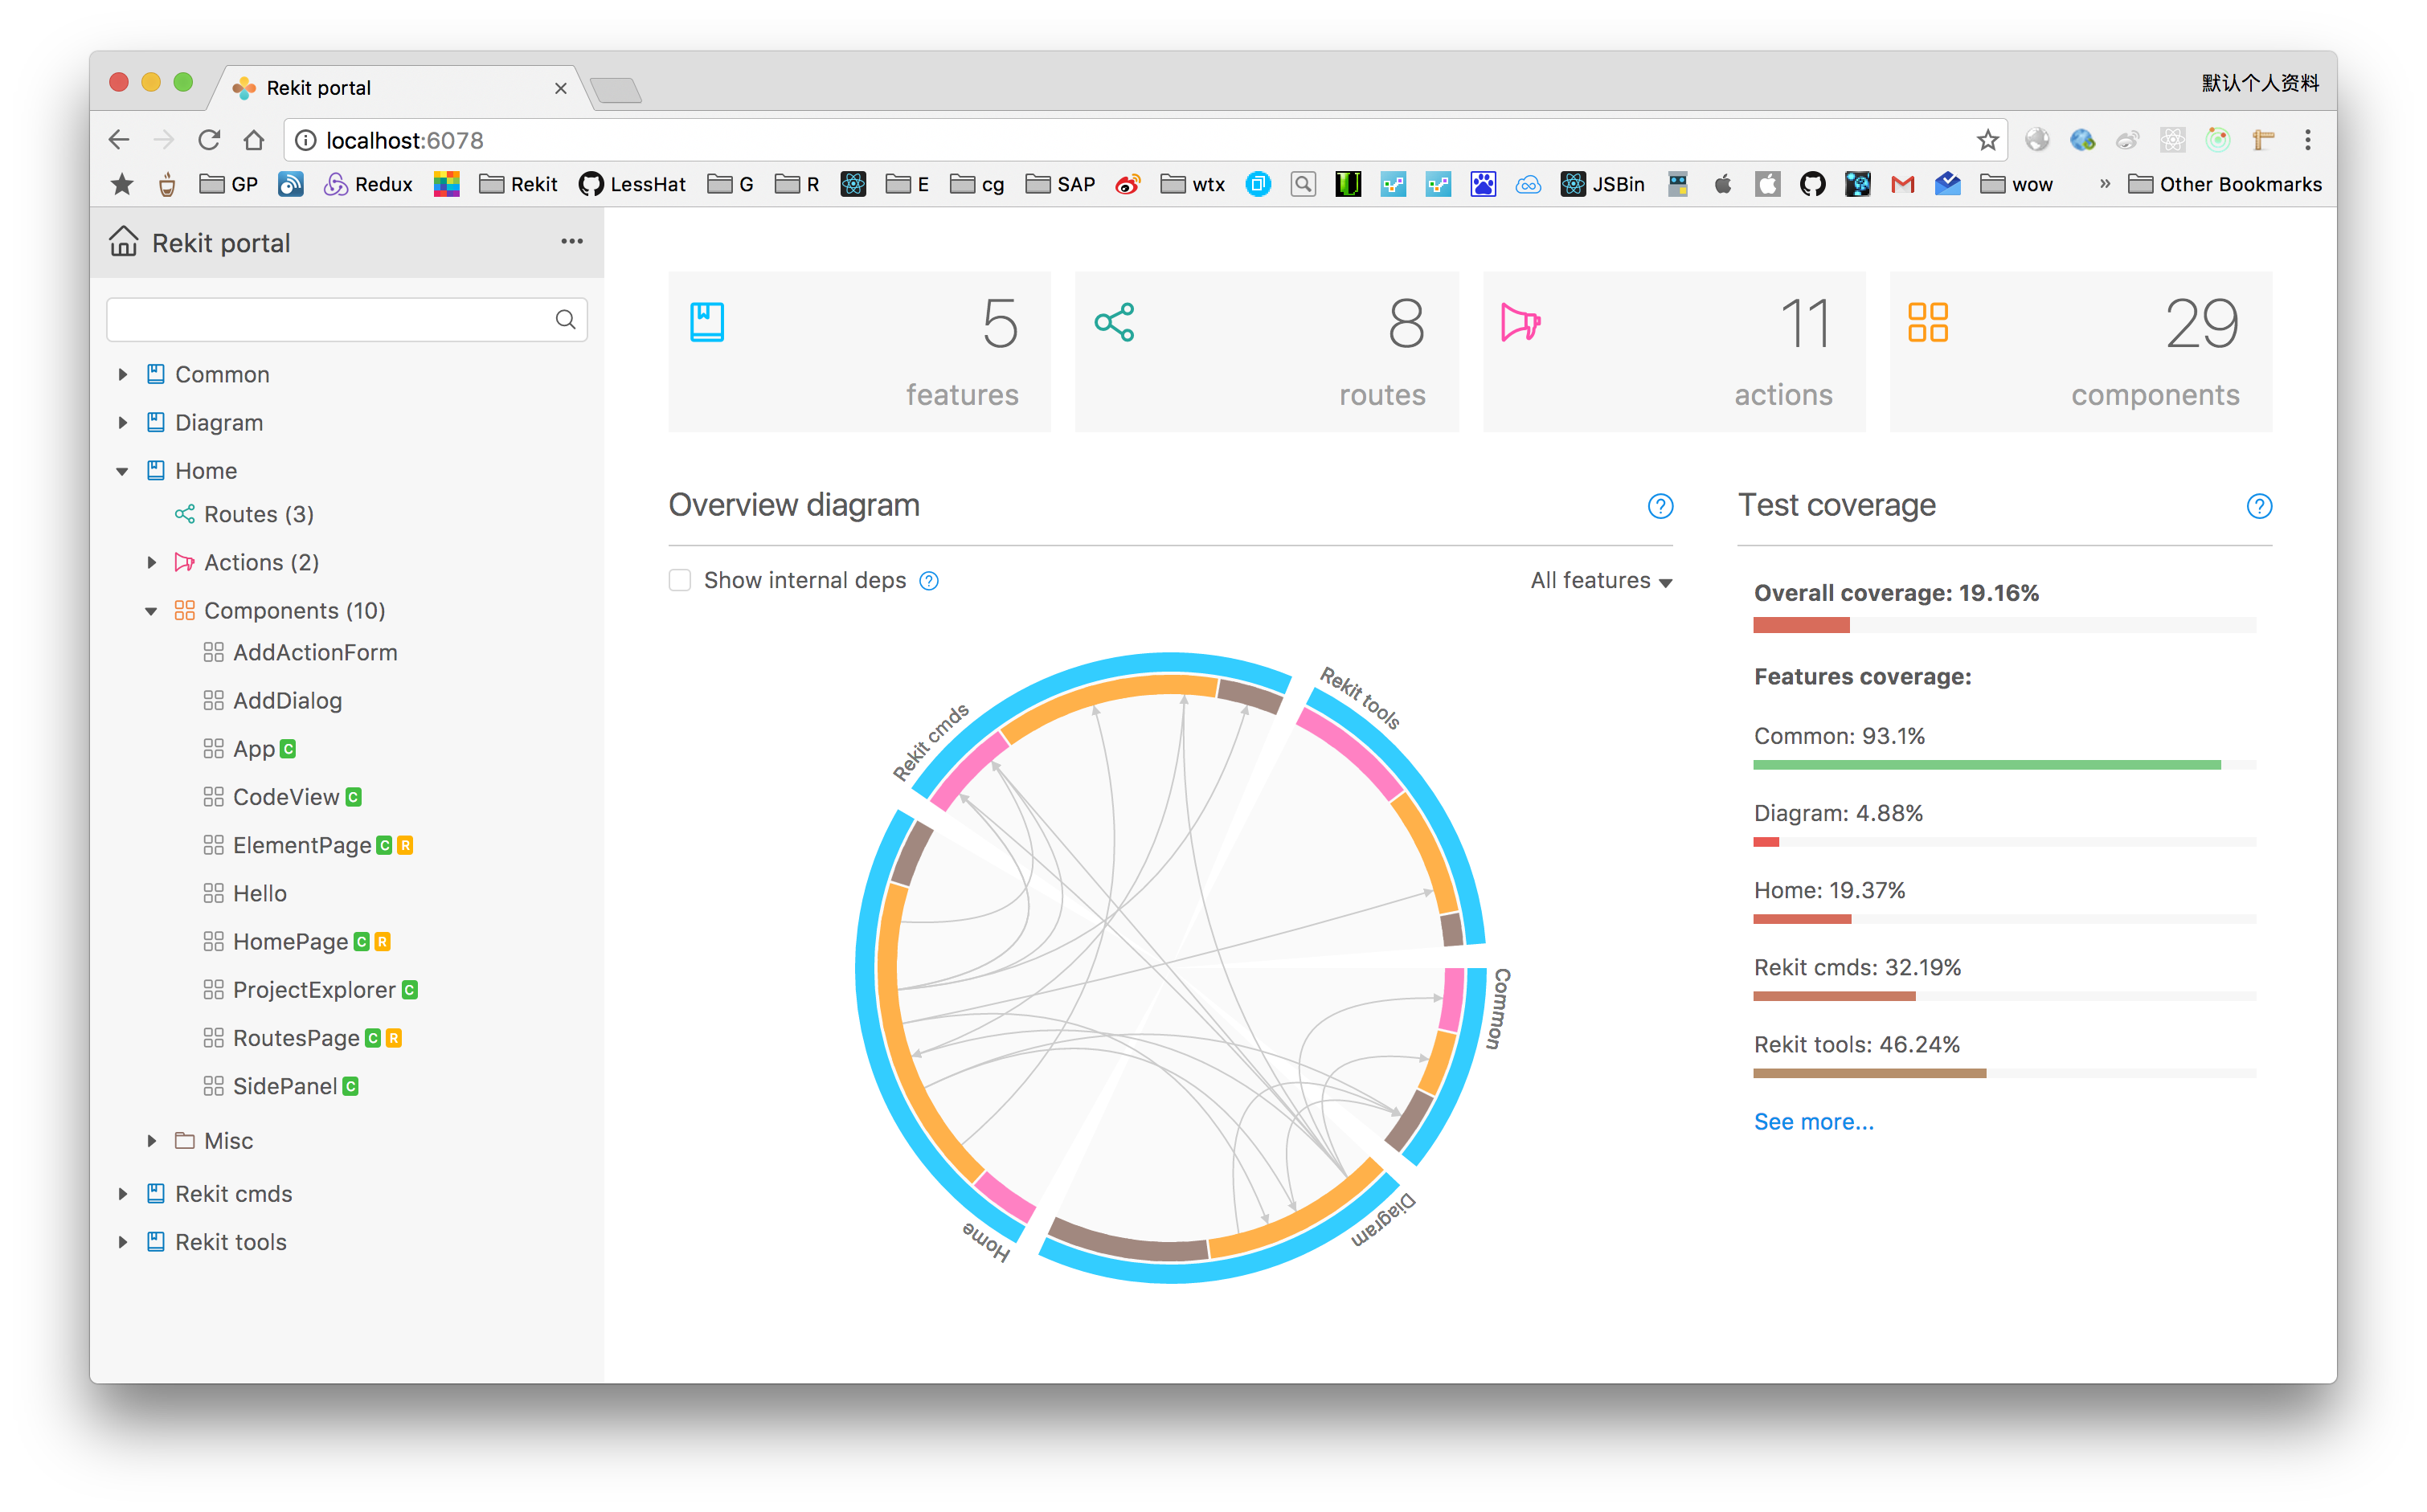 Rekit portal
默认个人资料
localhost:6078
GP
Redux
Rekit
LessHat
G
R
E
cg
SAP
wtx
JSBin
wow
»
Other Bookmarks
Rekit portal
Common
Diagram
Home
Routes (3)
Actions (2)
Components (10)
AddActionForm
AddDialog
App C
CodeView C
ElementPage C R
Hello
HomePage C R
ProjectExplorer C
RoutesPage C R
SidePanel C
Misc
Rekit cmds
Rekit tools
5
features
8
routes
11
actions
29
components
Overview diagram ?
Show internal deps ?
All features
Rekit cmds
Rekit tools
Common
Diagram
Home
Test coverage ?
Overall coverage: 19.16%
Features coverage:
Common: 93.1%
Diagram: 4.88%
Home: 19.37%
Rekit cmds: 32.19%
Rekit tools: 46.24%
See more...